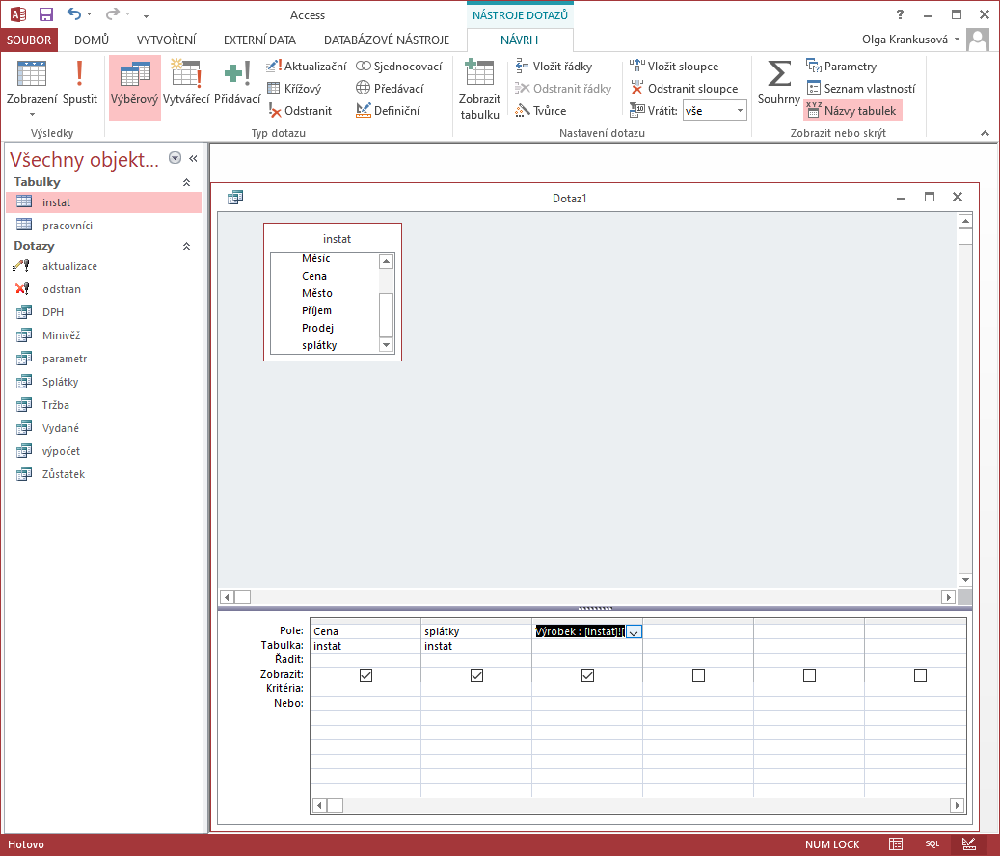 Access
NÁSTROJE DOTAZŮ
?
SOUBOR DOMŮ VYTVOŘENÍ EXTERNÍ DATA DATABÁZOVÉ NÁSTROJE NÁVRH Olga Krankusová
Zobrazení Spustit
Výsledky
Výběrový Vytvářecí Přidávací
Aktualizační
Křížový
Odstranit
Sjednocovací
Předávací
Definiční
Typ dotazu
Zobrazit
tabulku
Vložit řádky
Odstranit řádky
Tvůrce
Vložit sloupce
Odstranit sloupce
Vrátit: vše
Nastavení dotazu
Souhrny
Parametry
Seznam vlastností
XYZ Názvy tabulek
Zobrazit nebo skrýt
Všechny objekt... «
Tabulky
instat
pracovníci
Dotazy
aktualizace
odstran
DPH
Minivěž
parametr
Splátky
Tržba
Vydané
výpočet
Zůstatek
Dotaz1
instat
Měsíc
Cena
Město
Příjem
Prodej
splátky
Pole: Cena splátky Výrobek : [instat]![
Tabulka: instat instat
Řadit:
Zobrazit:
Kritéria:
Nebo:
Hotovo
NUM LOCK SQL